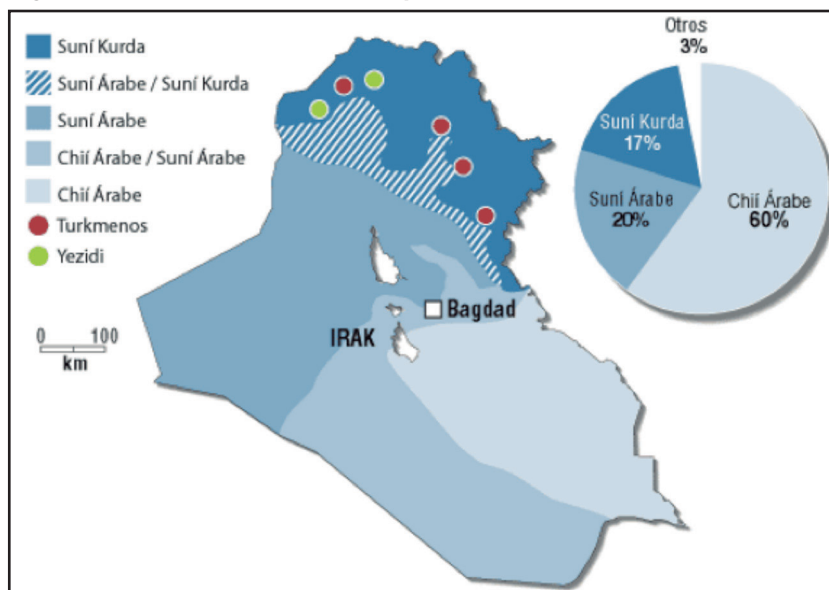 Suní Kurda
Suní Árabe / Suní Kurda
Suní Árabe
Chií Árabe / Suní Árabe
Chií Árabe
Turkmenos
Yezidi
0 100
km
IRAK
Bagdad
Otros
3%
Suní Kurda
17%
Suní Árabe
20%
Chií Árabe
60%